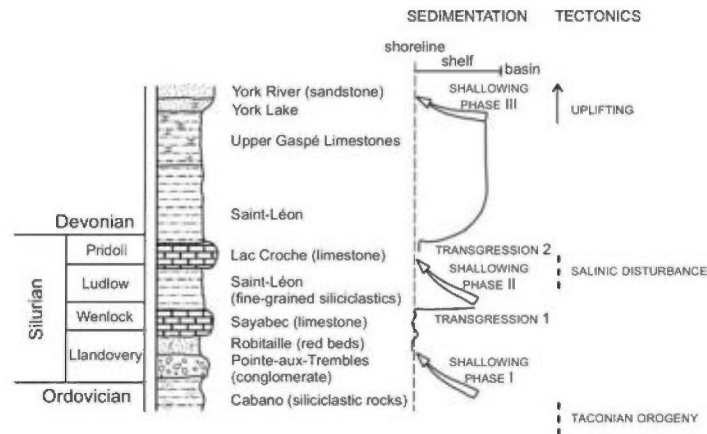 SEDIMENTATION TECTONICS
shoreline
shelf
basin
York River (sandstone)
York Lake
SHALLOWING
PHASE III
UPLIFTING
Upper Gaspé Limestones
Devonian
Saint-Léon
Silurian
Pridoli
Lac Croche (limestone)
TRANSGRESSION 2
SHALLOWING
PHASE II
SALINIC DISTURBANCE
Ludlow
Saint-Léon
(fine-grained siliciclastics)
Wenlock
Sayabec (limestone)
TRANSGRESSION 1
Llandovery
Robitaille (red beds)
Pointe-aux-Trembles
(conglomerate)
SHALLOWING
PHASE I
Ordovician
Cabano (siliciclastic rocks)
TACONIAN OROGENY